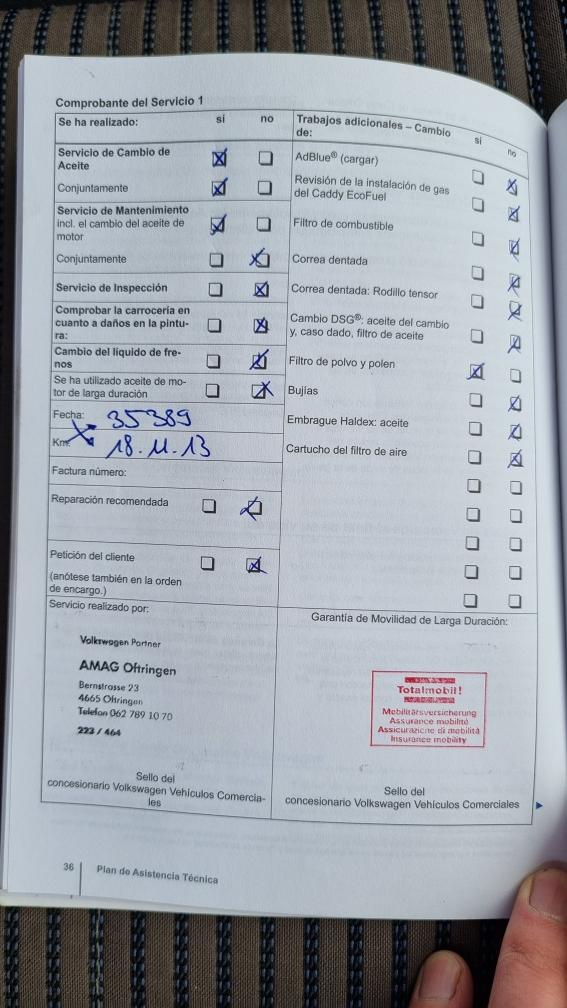 Comprobante del Servicio 1
Se ha realizado: sí no
Servicio de Cambio de
Aceite
Conjuntamente
Servicio de Mantenimiento
incl. el cambio del aceite de
motor
Conjuntamente
Servicio de Inspección
Comprobar la carrocería en
cuanto a daños en la pintu-
ra:
Cambio del líquido de fre-
nos
Se ha utilizado aceite de mo-
tor de larga duración
Fecha: 35389
Km: 18.11.13
Factura número:
Reparación recomendada
Petición del cliente
(anótese también en la orden
de encargo.)
Trabajos adicionales – Cambio
de:
sí no
AdBlue® (cargar)
Revisión de la instalación de gas
del Caddy EcoFuel
Filtro de combustible
Correa dentada
Correa dentada: Rodillo tensor
Cambio DSG®: aceite del cambio
y, caso dado, filtro de aceite
Filtro de polvo y polen
Bujías
Embrague Haldex: aceite
Cartucho del filtro de aire
Servicio realizado por:
Volkswagen Partner
AMAG Oftringen
Bernstrasse 23
4665 Oftringen
Telefon 062 789 10 70
223 / 464
Sello del
concesionario Volkswagen Vehículos Comercia-
les
Garantía de Movilidad de Larga Duración:
Totalmobil!
Mobilitätsversicherung
Assurance mobilité
Assicurazione di mobilità
Insurance mobility
Sello del
concesionario Volkswagen Vehículos Comerciales
36 Plan de Asistencia Técnica